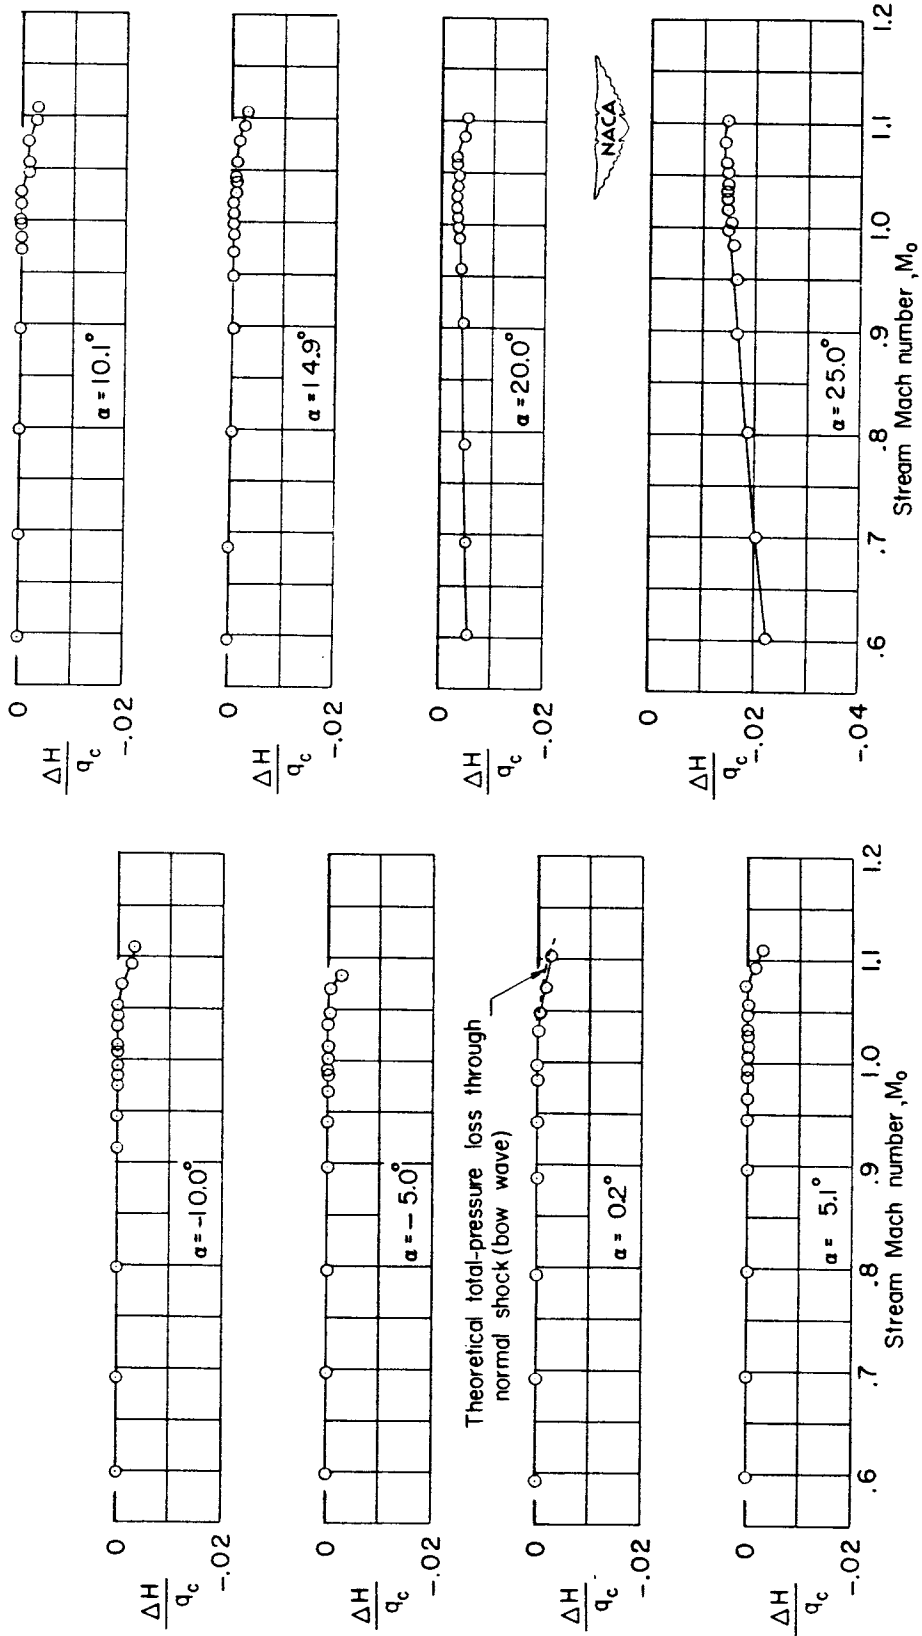 ΔH/q_c
0
-.02
α = -10.0°
ΔH/q_c
0
-.02
α = - 5.0°
Theoretical total-pressure loss through
normal shock (bow wave)
ΔH/q_c
0
-.02
α = 0.2°
ΔH/q_c
0
-.02
α = 5.1°
.6 .7 .8 .9 1.0 1.1 1.2
Stream Mach number, M₀
ΔH/q_c
0
-.02
α = 10.1°
ΔH/q_c
0
-.02
α = 14.9°
ΔH/q_c
0
-.02
α = 20.0°
NACA
ΔH/q_c
0
-.02
-.04
α = 25.0°
.6 .7 .8 .9 1.0 1.1 1.2
Stream Mach number, M₀